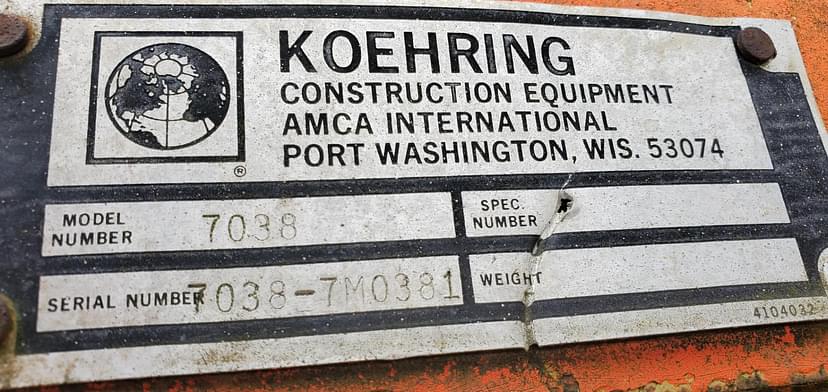 KOEHRING
CONSTRUCTION EQUIPMENT
AMCA INTERNATIONAL
PORT WASHINGTON, WIS. 53074
®
MODEL NUMBER 7038
SPEC. NUMBER
SERIAL NUMBER 7038-7M0381
WEIGHT
4104032